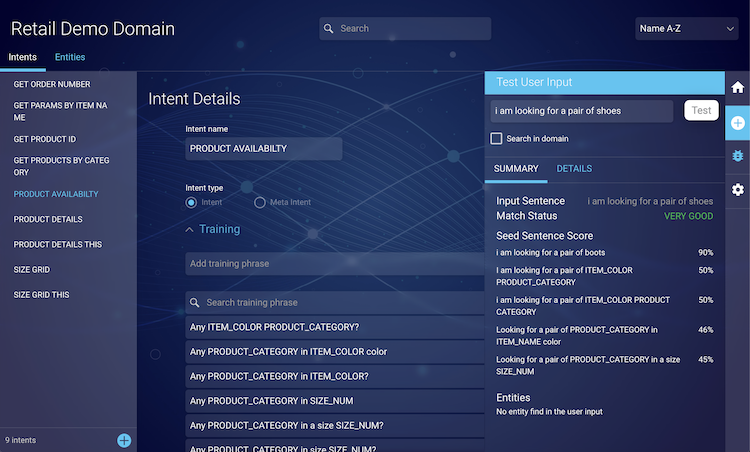 Retail Demo Domain
Search
Name A-Z
Intents
Entities
GET ORDER NUMBER
GET PARAMS BY ITEM NA
ME
GET PRODUCT ID
GET PRODUCTS BY CATEG
ORY
PRODUCT AVAILABILTY
PRODUCT DETAILS
PRODUCT DETAILS THIS
SIZE GRID
SIZE GRID THIS
9 intents
Intent Details
Intent name
PRODUCT AVAILABILTY
Intent type
Intent
Meta Intent
Training
Add training phrase
Search training phrase
Any ITEM_COLOR PRODUCT_CATEGORY?
Any PRODUCT_CATEGORY in ITEM_COLOR color
Any PRODUCT_CATEGORY in ITEM_COLOR?
Any PRODUCT_CATEGORY in SIZE_NUM
Any PRODUCT_CATEGORY in a size SIZE_NUM?
Any PRODUCT_CATEGORY in size SIZE_NUM?
Test User Input
i am looking for a pair of shoes
Test
Search in domain
SUMMARY
DETAILS
Input Sentence i am looking for a pair of shoes
Match Status VERY GOOD
Seed Sentence Score
i am looking for a pair of boots 90%
I am looking for a pair of ITEM_COLOR 50%
PRODUCT_CATEGORY
i am looking for a pair of ITEM_COLOR PRODUCT 50%
CATEGORY
Looking for a pair of PRODUCT_CATEGORY in 46%
ITEM_NAME color
Looking for a pair of PRODUCT_CATEGORY in a size 45%
SIZE_NUM
Entities
No entity find in the user input